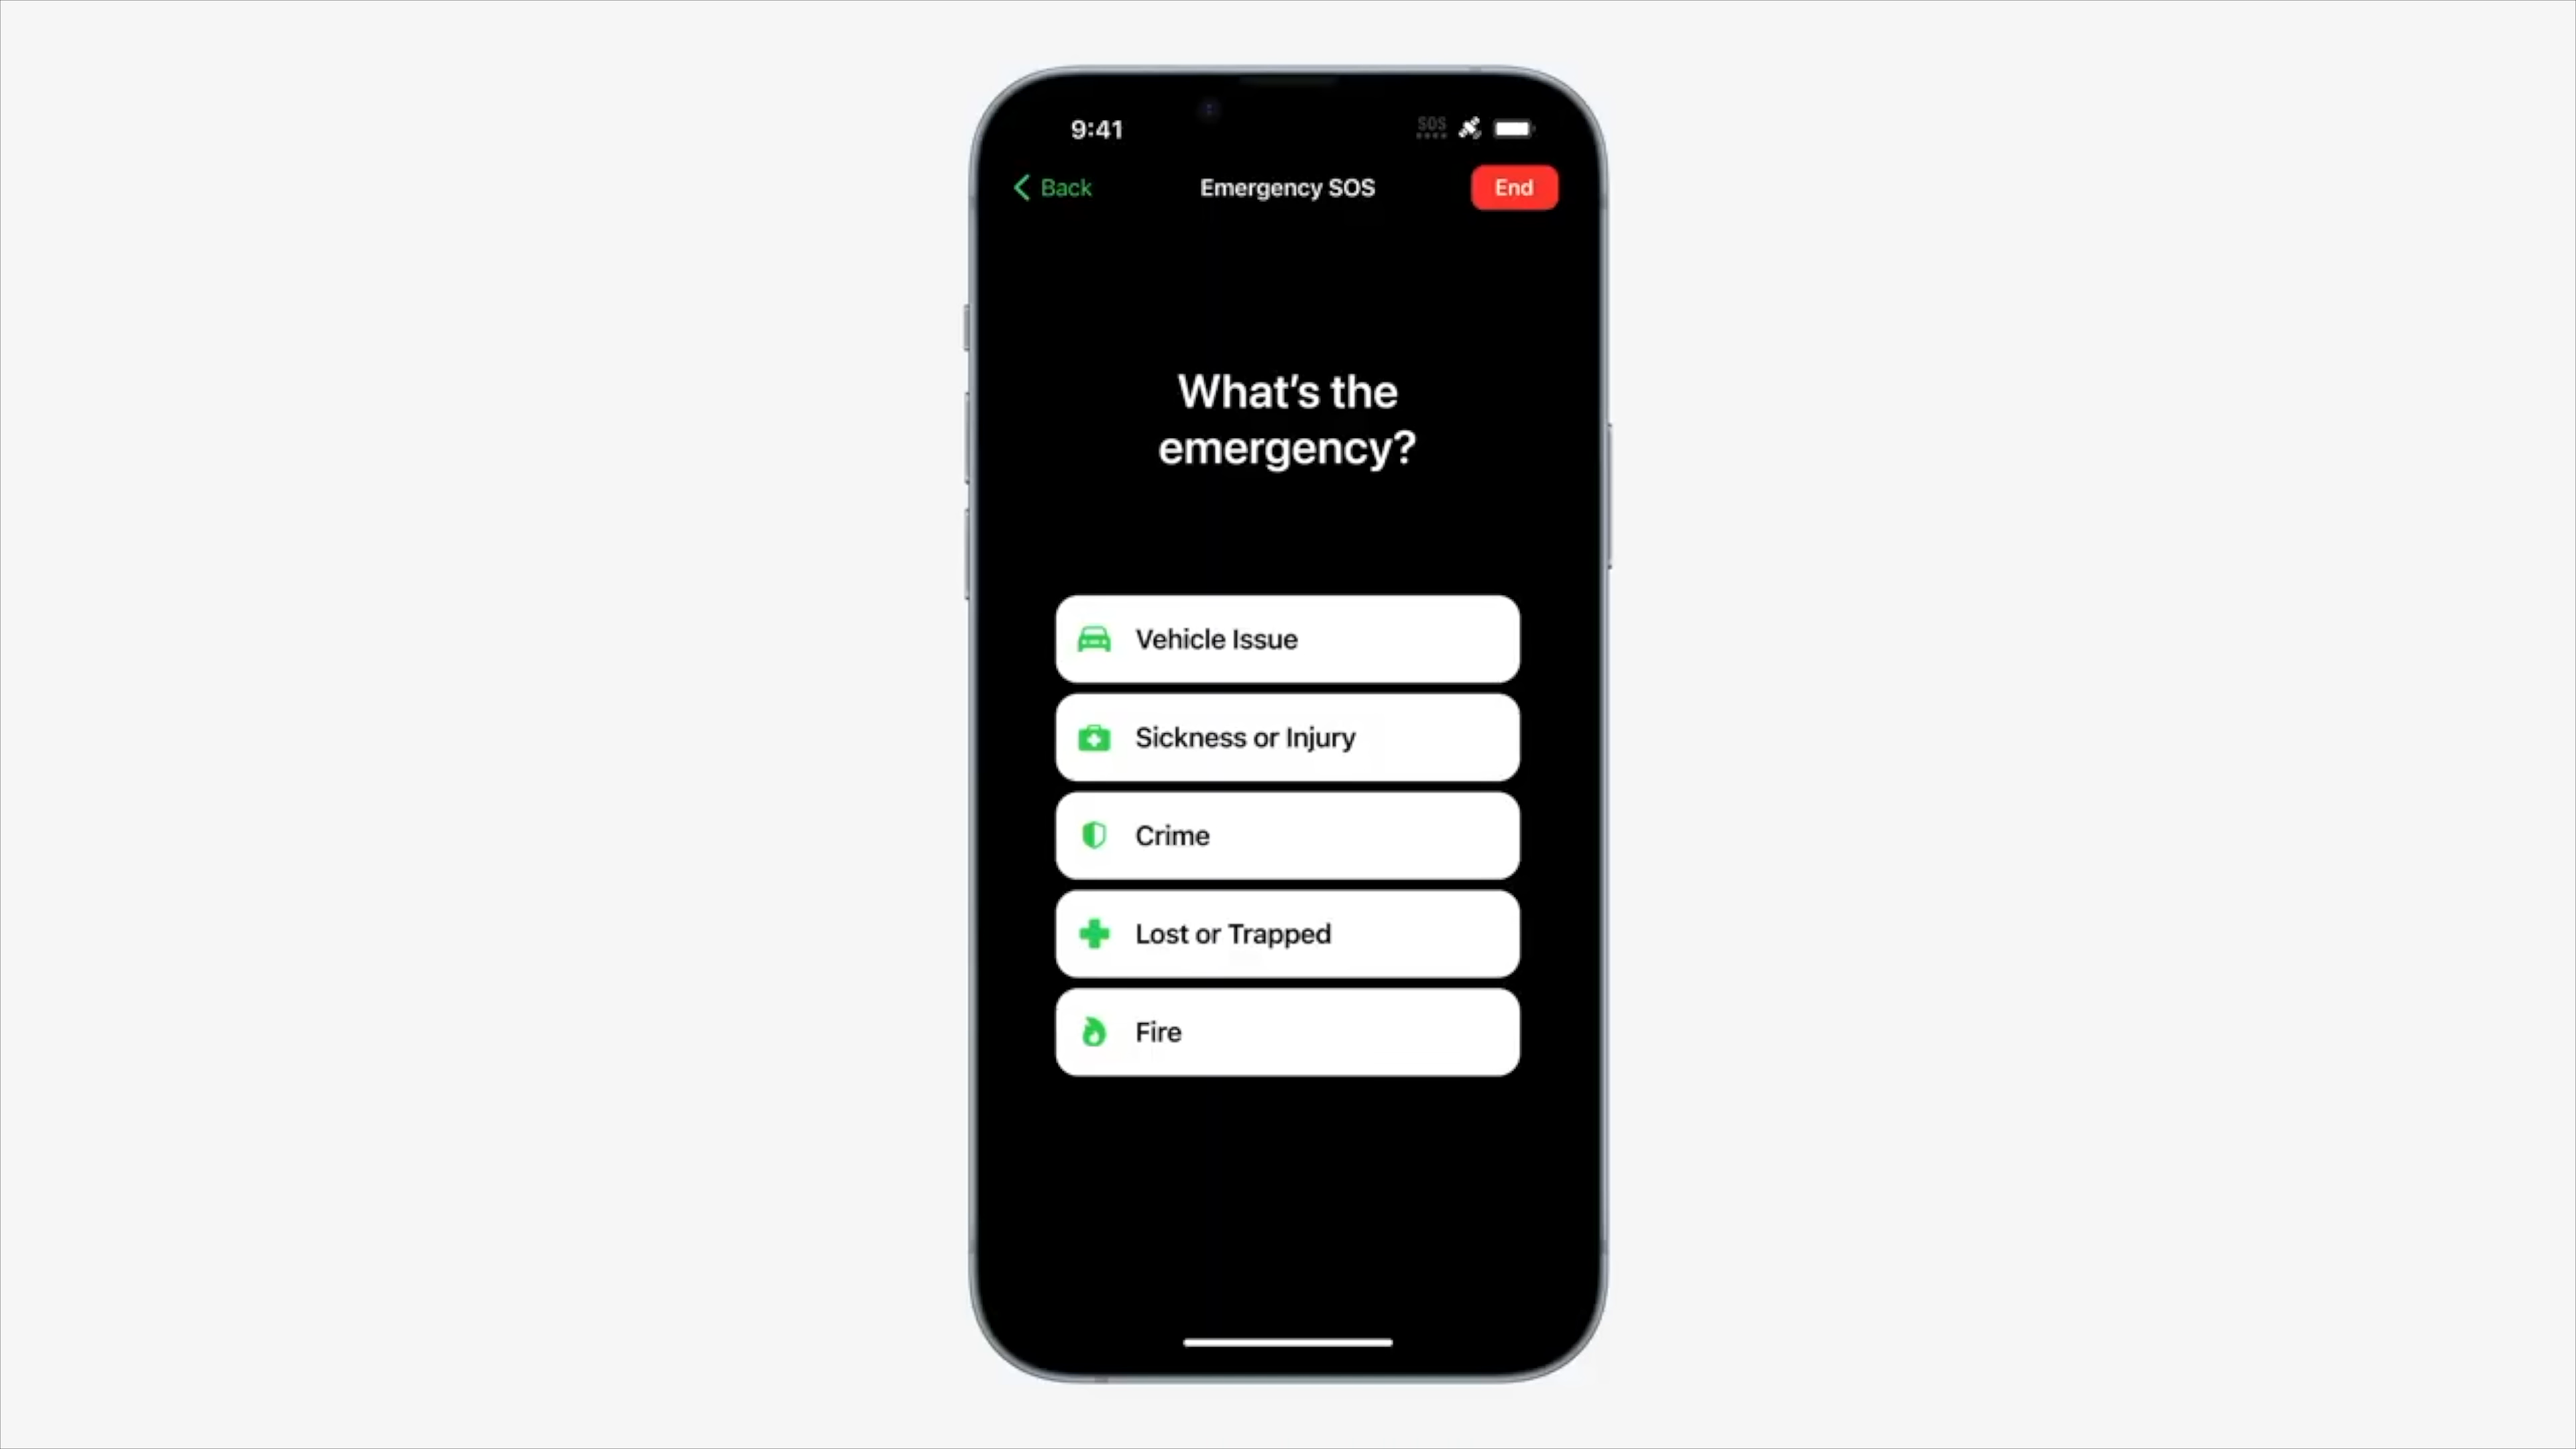 9:41
SOS
Back
Emergency SOS
End
What’s the
emergency?
Vehicle Issue
Sickness or Injury
Crime
Lost or Trapped
Fire